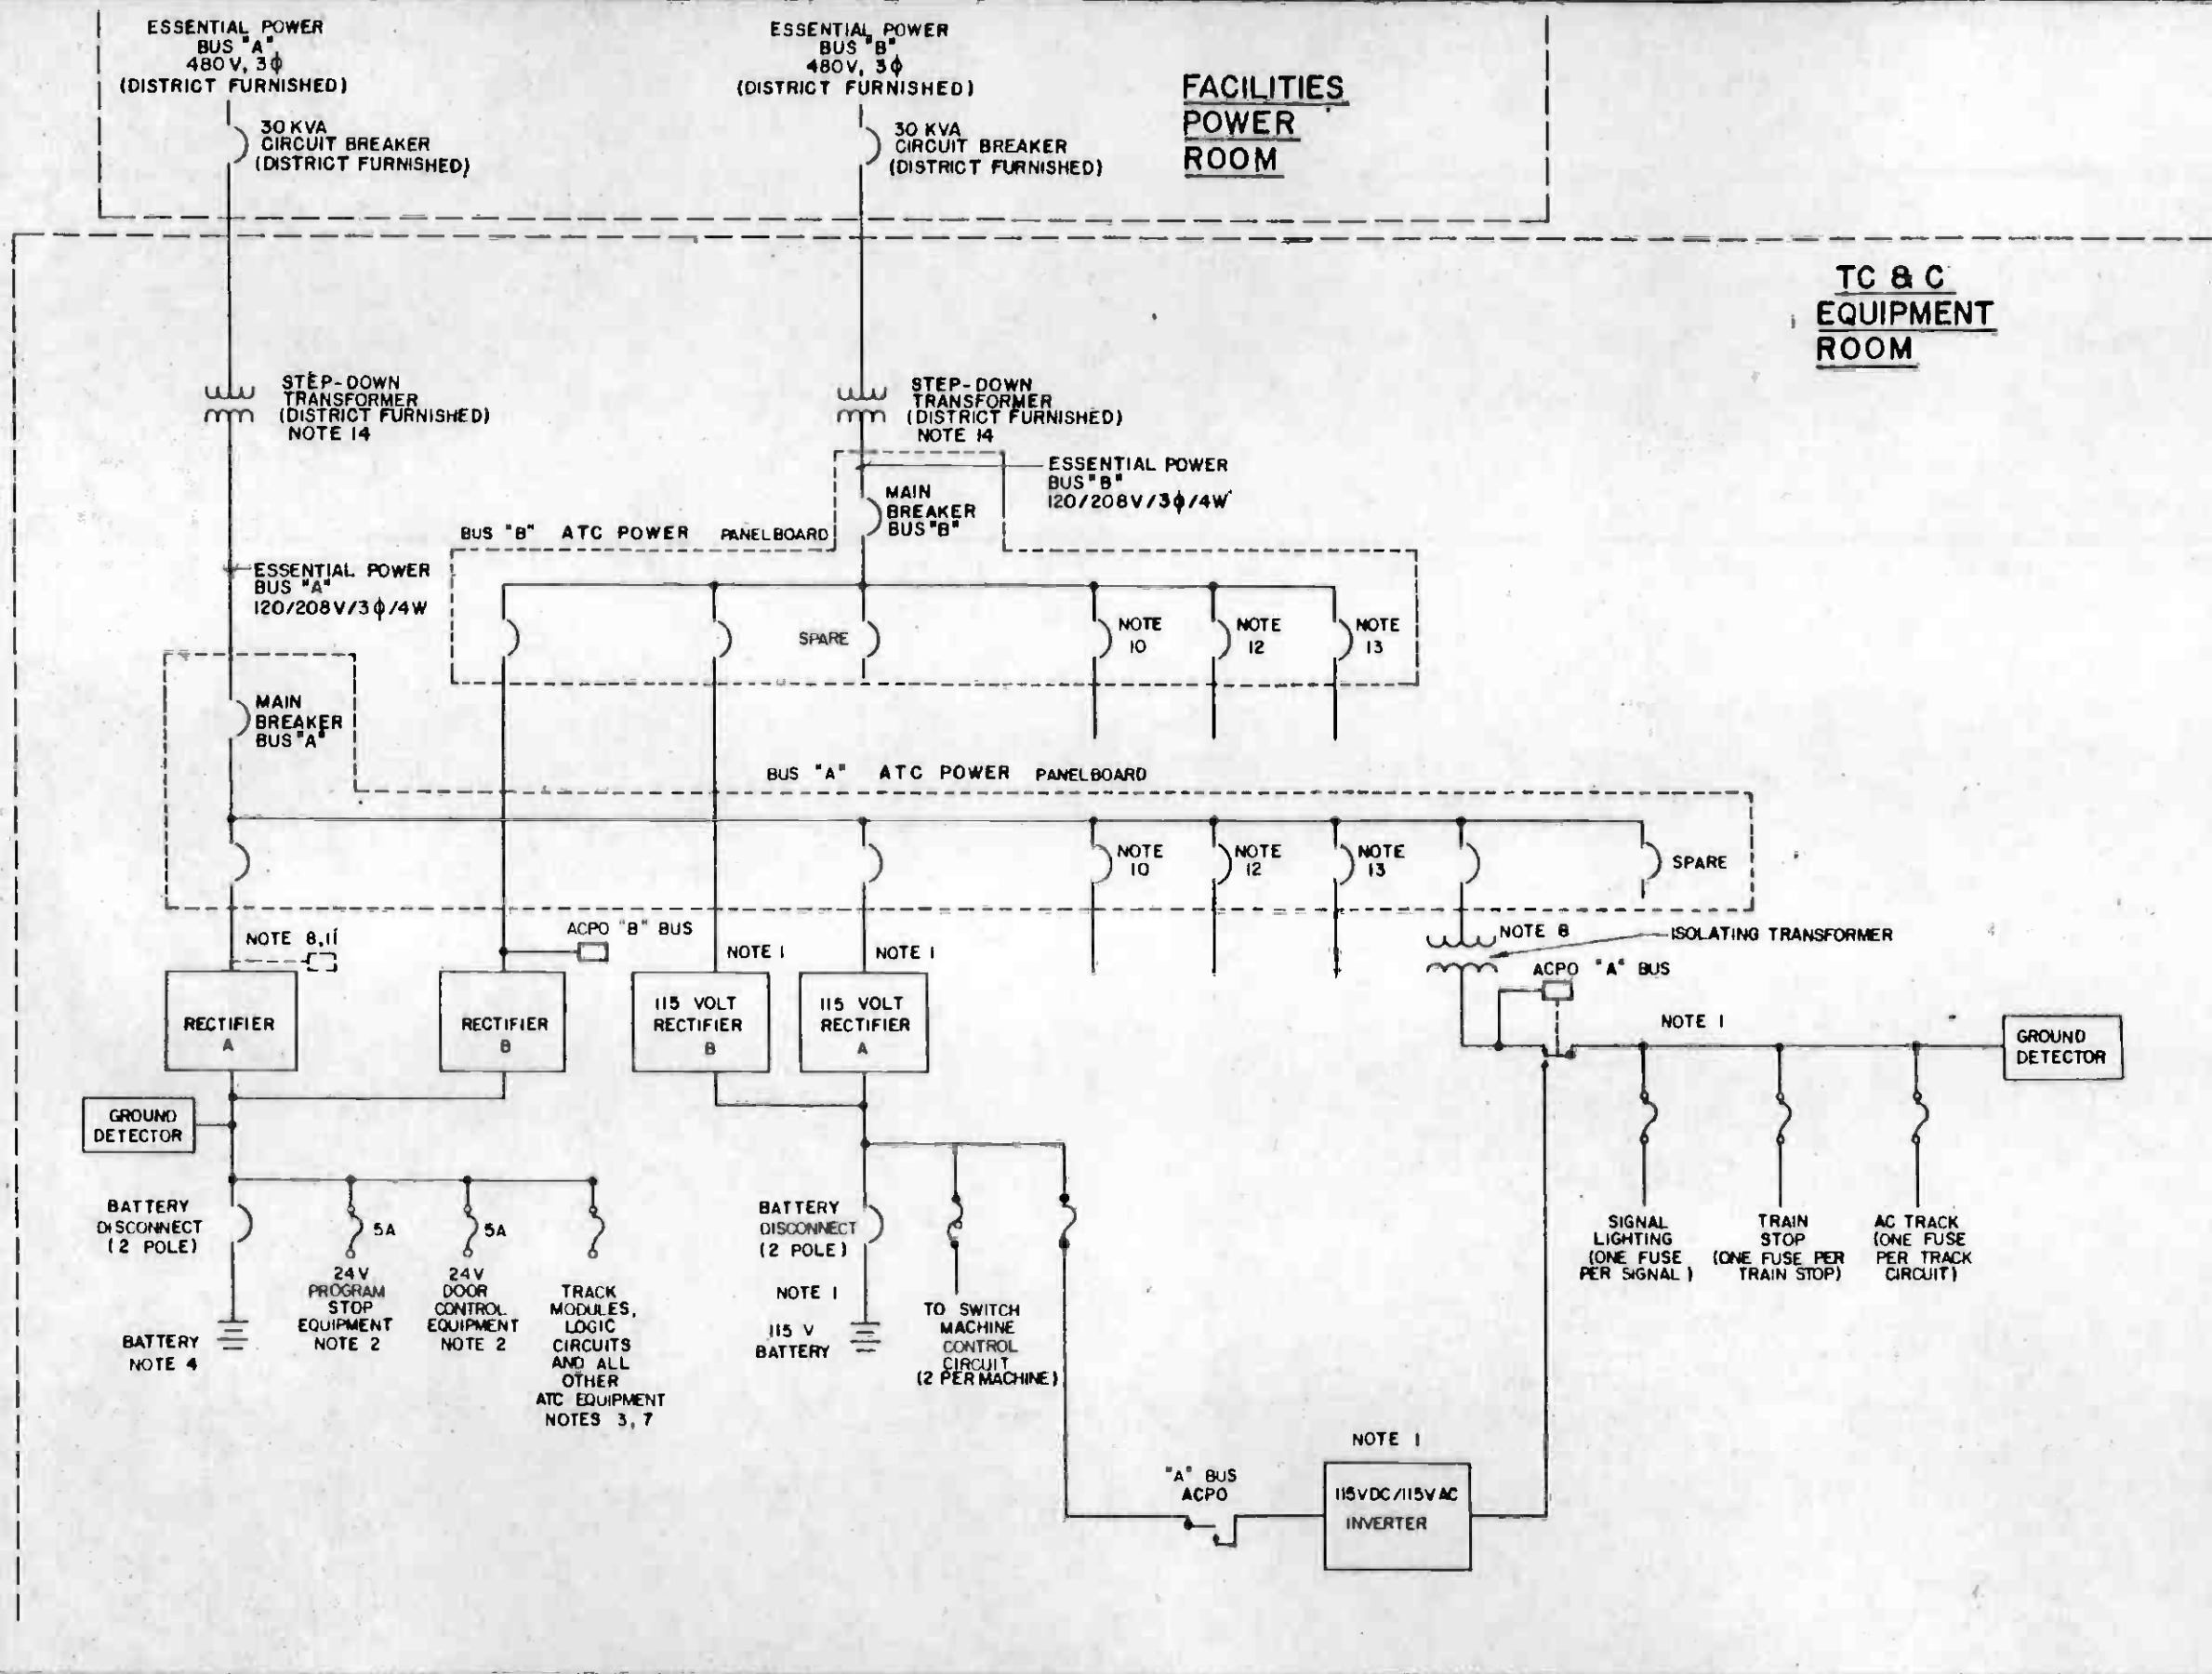 ESSENTIAL POWER
BUS "A"
480V, 3ϕ
(DISTRICT FURNISHED)
30 KVA
CIRCUIT BREAKER
(DISTRICT FURNISHED)
ESSENTIAL POWER
BUS "B"
480V, 3ϕ
(DISTRICT FURNISHED)
30 KVA
CIRCUIT BREAKER
(DISTRICT FURNISHED)
FACILITIES
POWER
ROOM
TC & C
EQUIPMENT
ROOM
STEP-DOWN
TRANSFORMER
(DISTRICT FURNISHED)
NOTE 14
STEP-DOWN
TRANSFORMER
(DISTRICT FURNISHED)
NOTE 14
ESSENTIAL POWER
BUS "B"
120/208V/3ϕ/4W
MAIN
BREAKER
BUS "B"
BUS "B" ATC POWER PANELBOARD
ESSENTIAL POWER
BUS "A"
120/208V/3ϕ/4W
SPARE
NOTE
10
NOTE
12
NOTE
13
MAIN
BREAKER
BUS "A"
BUS "A" ATC POWER PANELBOARD
NOTE
10
NOTE
12
NOTE
13
SPARE
NOTE 8,11
ACPO "B" BUS
NOTE 1
NOTE 1
NOTE 8
ISOLATING TRANSFORMER
ACPO "A" BUS
RECTIFIER
A
RECTIFIER
B
115 VOLT
RECTIFIER
B
115 VOLT
RECTIFIER
A
NOTE 1
GROUND
DETECTOR
GROUND
DETECTOR
BATTERY
DISCONNECT
(2 POLE)
5A
5A
24V
PROGRAM
STOP
EQUIPMENT
NOTE 2
24V
DOOR
CONTROL
EQUIPMENT
NOTE 2
TRACK
MODULES,
LOGIC
CIRCUITS
AND ALL
OTHER
ATC EQUIPMENT
NOTES 3, 7
BATTERY
NOTE 4
BATTERY
DISCONNECT
(2 POLE)
NOTE 1
115 V
BATTERY
TO SWITCH
MACHINE
CONTROL
CIRCUIT
(2 PER MACHINE)
SIGNAL
LIGHTING
(ONE FUSE
PER SIGNAL)
TRAIN
STOP
(ONE FUSE PER
TRAIN STOP)
AC TRACK
(ONE FUSE
PER TRACK
CIRCUIT)
"A" BUS
ACPO
NOTE 1
115VDC/115VAC
INVERTER